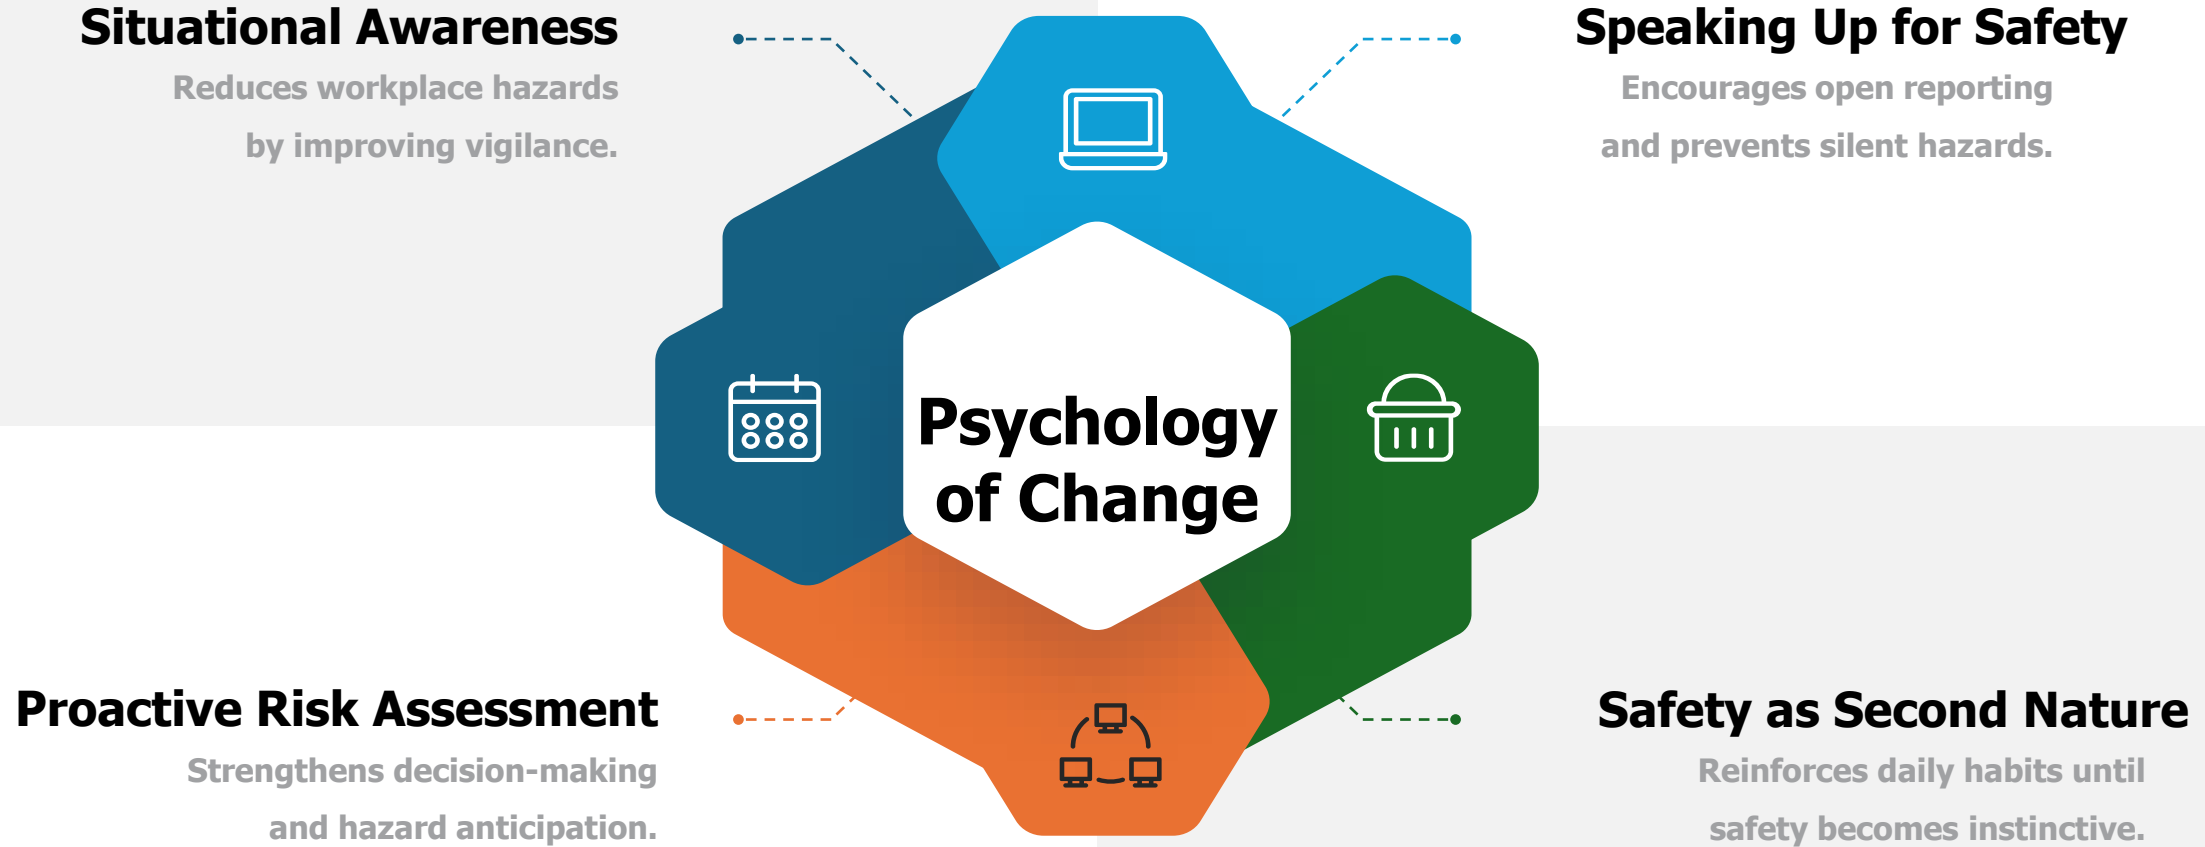 Situational Awareness
Reduces workplace hazards
by improving vigilance.
Speaking Up for Safety
Encourages open reporting
and prevents silent hazards.
Psychology
of Change
Proactive Risk Assessment
Strengthens decision-making
and hazard anticipation.
Safety as Second Nature
Reinforces daily habits until
safety becomes instinctive.